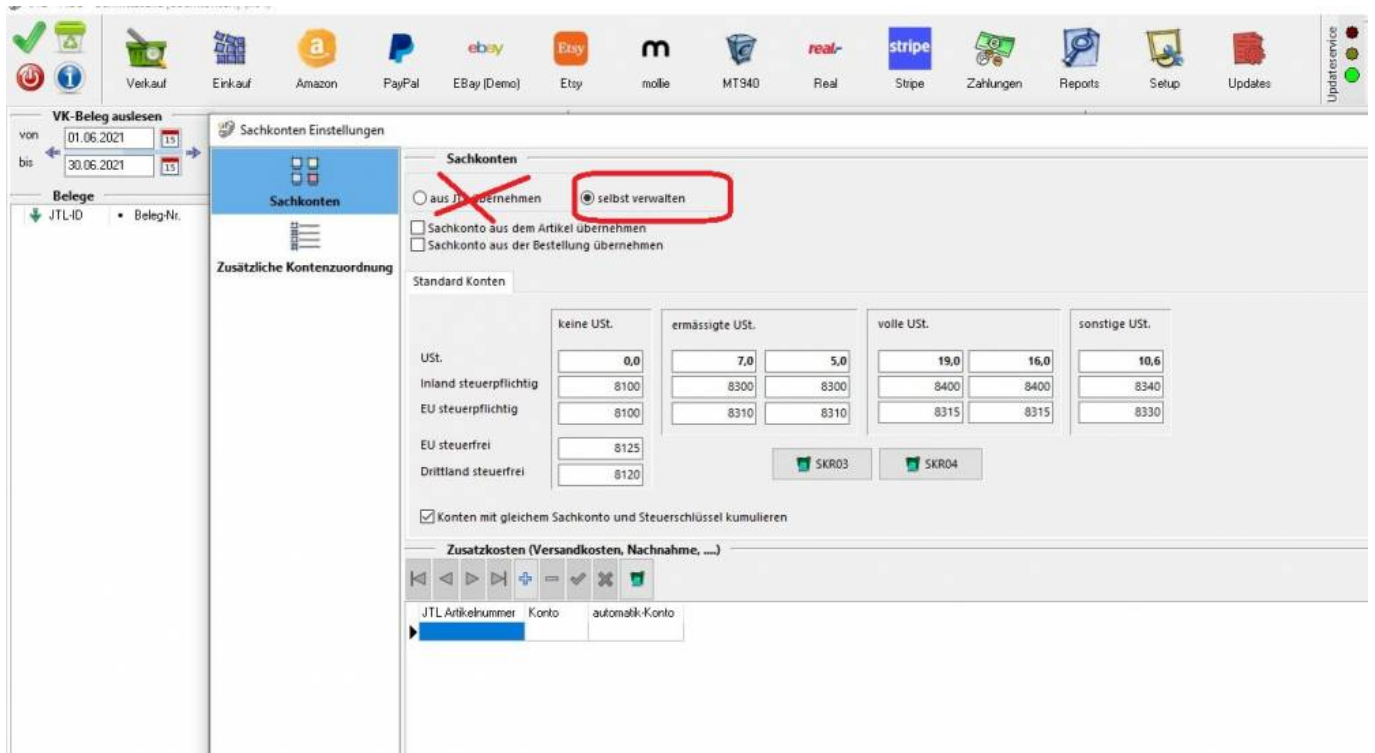 Verkauf Einkauf Amazon PayPal EBay (Demo) Etsy mollie MT940 Real Stripe Zahlungen Reports Setup Updates
a
ebay
Etsy
m
real,-
stripe
Updateservice
VK-Beleg auslesen
von 01.06.2021 15
bis 30.06.2021 15
Belege
JTL-ID • Beleg-Nr.
Sachkonten Einstellungen
Sachkonten
Zusätzliche Kontenzuordnung
Sachkonten
aus JTL übernehmen selbst verwalten
Sachkonto aus dem Artikel übernehmen
Sachkonto aus der Bestellung übernehmen
Standard Konten
keine USt. ermässigte USt. volle USt. sonstige USt.
USt. 0,0 7,0 5,0 19,0 16,0 10,6
Inland steuerpflichtig 8100 8300 8300 8400 8400 8340
EU steuerpflichtig 8100 8310 8310 8315 8315 8330
EU steuerfrei 8125
Drittland steuerfrei 8120
SKR03 SKR04
Konten mit gleichem Sachkonto und Steuerschlüssel kumulieren
Zusatzkosten (Versandkosten, Nachnahme, ....)
JTL Artikelnummer Konto automatik-Konto